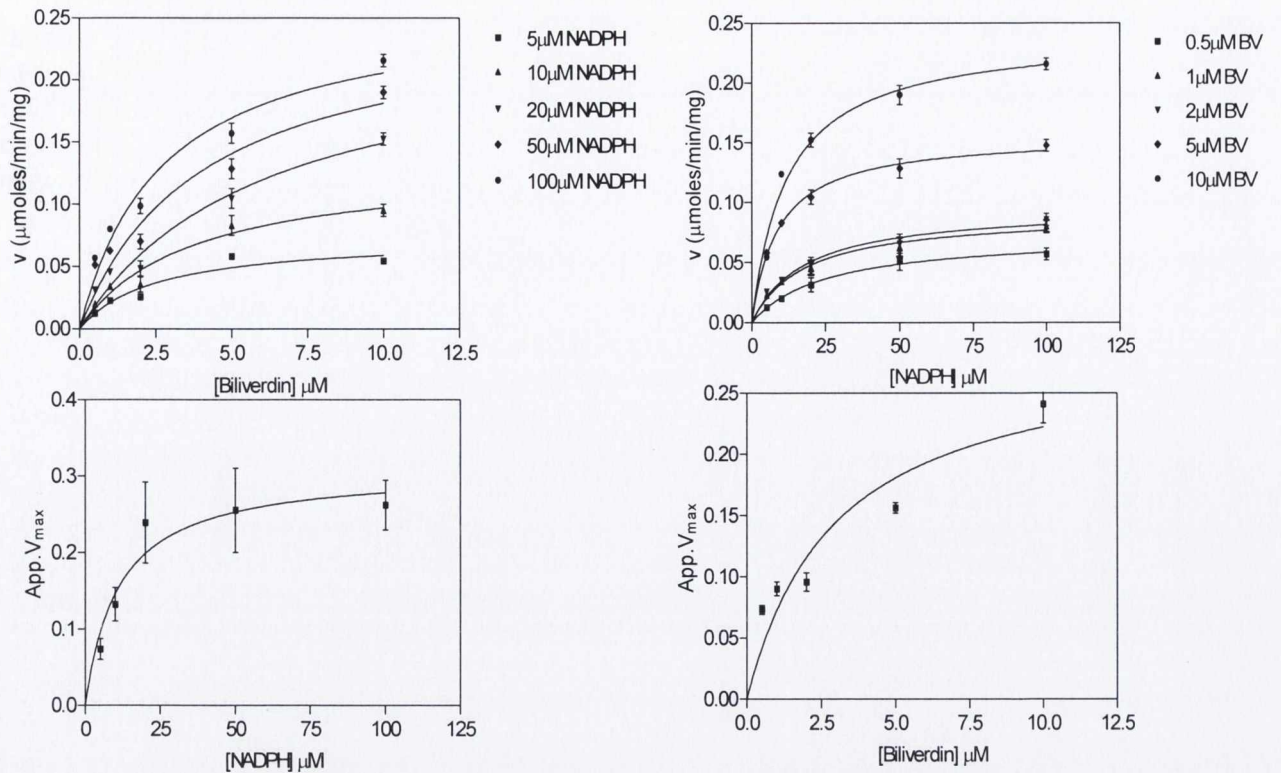 0.25
0.20
0.15
0.10
0.05
0.00
v (μmoles/min/mg)
0.0 2.5 5.0 7.5 10.0 12.5
[Biliverdin] μM
5μM NADPH
10μM NADPH
20μM NADPH
50μM NADPH
100μM NADPH
0.25
0.20
0.15
0.10
0.05
0.00
v (μmoles/min/mg)
0 25 50 75 100 125
[NADPH] μM
0.5μM BV
1μM BV
2μM BV
5μM BV
10μM BV
0.4
0.3
0.2
0.1
0.0
App. Vmax
0 25 50 75 100 125
[NADPH] μM
0.25
0.20
0.15
0.10
0.05
0.00
App. Vmax
0.0 2.5 5.0 7.5 10.0 12.5
[Biliverdin] μM